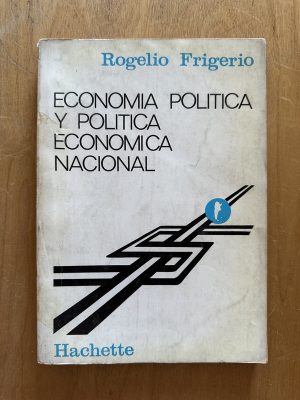 Rogelio Frigerio
ECONOMIA POLITICA
Y POLITICA
ECONOMICA
NACIONAL
Hachette